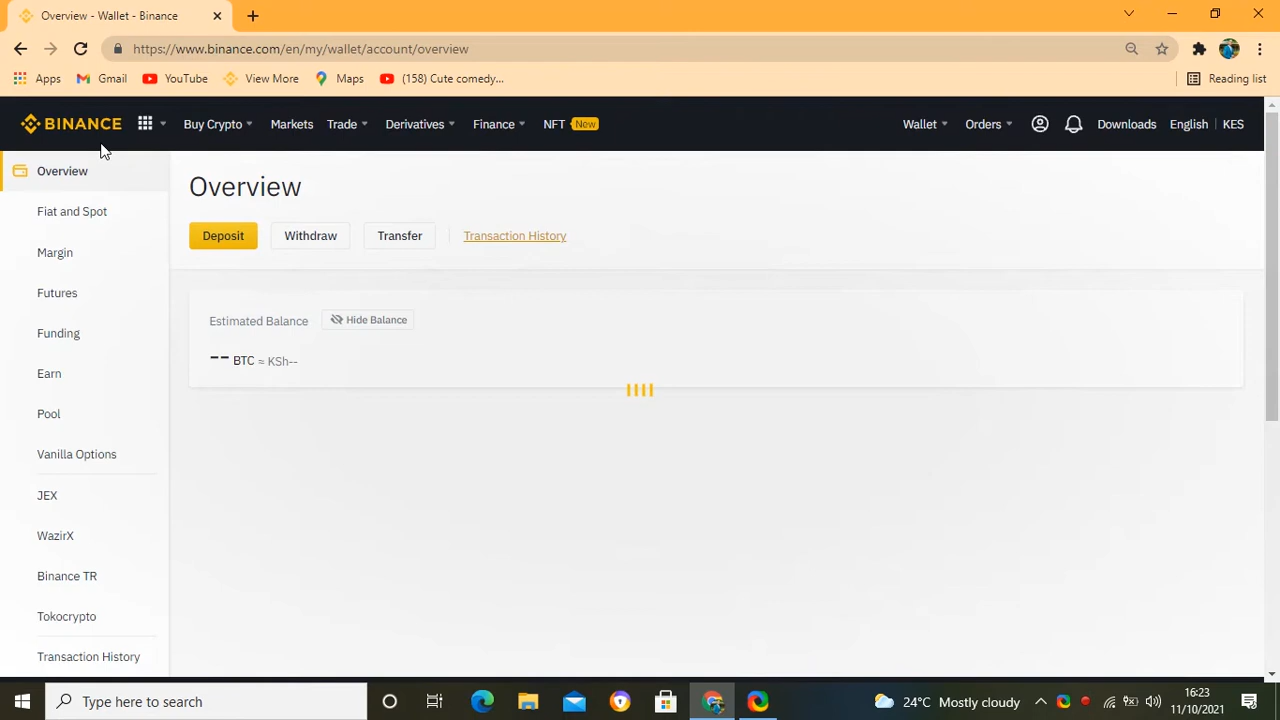 Overview - Wallet - Binance
https://www.binance.com/en/my/wallet/account/overview
Apps Gmail YouTube View More Maps (158) Cute comedy... Reading list
BINANCE Buy Crypto Markets Trade Derivatives Finance NFT New Wallet Orders Downloads English KES
Overview
Fiat and Spot
Margin
Futures
Funding
Earn
Pool
Vanilla Options
JEX
WazirX
Binance TR
Tokocrypto
Transaction History
Overview
Deposit Withdraw Transfer Transaction History
Estimated Balance Hide Balance
-- BTC ≈ KSh--
Type here to search 24°C Mostly cloudy 16:23
11/10/2021